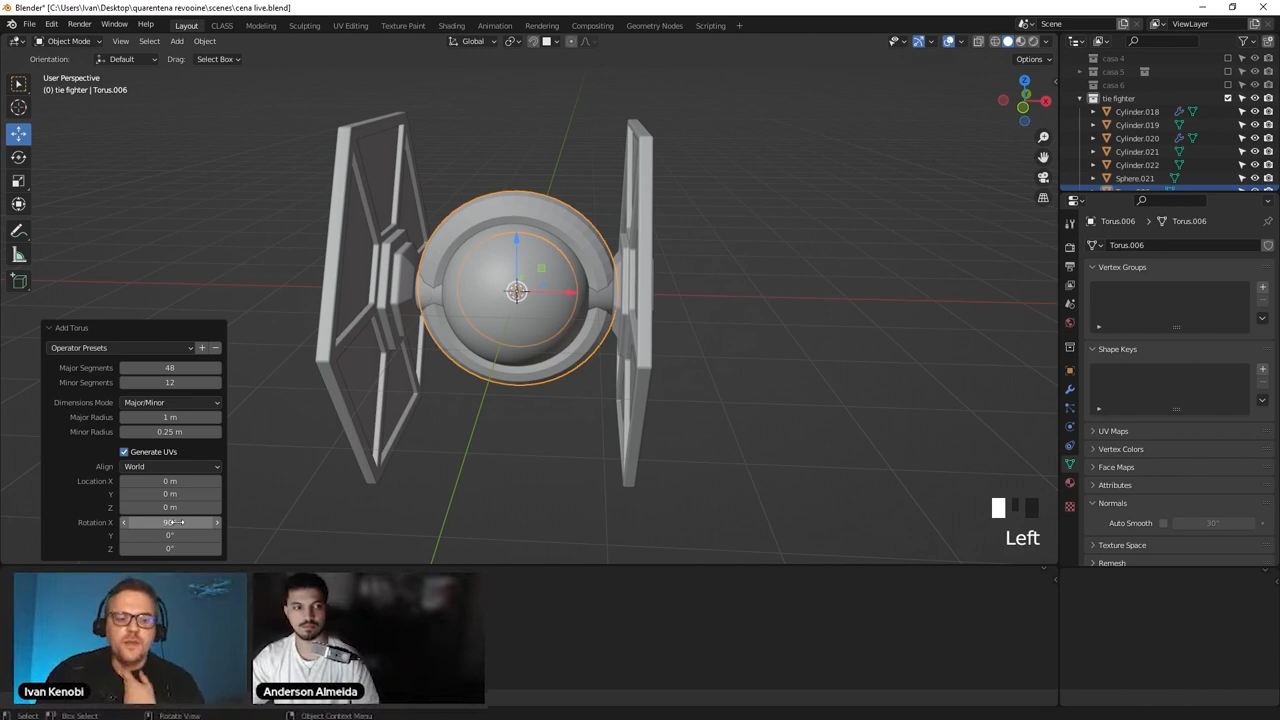 Blender* [C:\Users\Ivan\Desktop\quarentena revooine\scenes\cena live.blend]
File Edit Render Window Help Layout CLASS Modeling Sculpting UV Editing Texture Paint Shading Animation Rendering Compositing Geometry Nodes Scripting + Scene ViewLayer
Object Mode View Select Add Object Global
Orientation: Default Drag: Select Box Options
User Perspective
(0) tie fighter | Torus.006
casa 4
casa 5
casa 6
tie fighter
Cylinder.018
Cylinder.019
Cylinder.020
Cylinder.021
Cylinder.022
Sphere.021
Torus.006 Torus.006
Torus.006
Vertex Groups
Shape Keys
UV Maps
Vertex Colors
Face Maps
Attributes
Normals
Auto Smooth 30°
Texture Space
Remesh
Add Torus
Operator Presets
Major Segments 48
Minor Segments 12
Dimensions Mode Major/Minor
Major Radius 1 m
Minor Radius 0.25 m
Generate UVs
Align World
Location X 0 m
Y 0 m
Z 0 m
Rotation X
Y 0°
Z 0°
Left
Ivan Kenobi
Anderson Almeida
Select Box Select Rotate View Object Context Menu